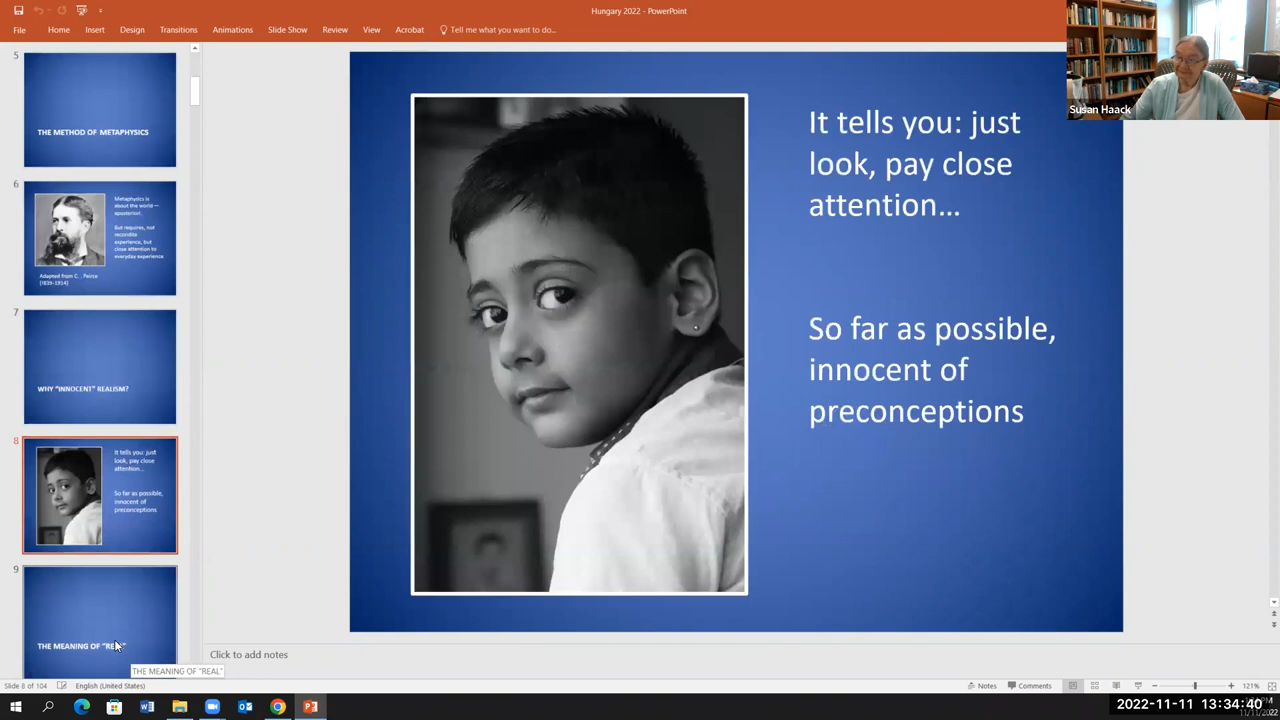 Hungary 2022 - PowerPoint
File Home Insert Design Transitions Animations Slide Show Review View Acrobat Tell me what you want to do...
Susan Haack
5
THE METHOD OF METAPHYSICS
6
Metaphysics is
about the world —
aposteriori.
But requires, not
recondite
experience, but
close attention to
everyday experience
Adapted from C. . Peirce
(1839-1914)
7
WHY "INNOCENT" REALISM?
8
It tells you: just
look, pay close
attention...
So far as possible,
innocent of
preconceptions
9
THE MEANING OF "REAL"
THE MEANING OF "REAL"
It tells you: just
look, pay close
attention…
So far as possible,
innocent of
preconceptions
Click to add notes
Slide 8 of 104 English (United States) Notes Comments 121%
2022-11-11 13:34:40
11/11/2022